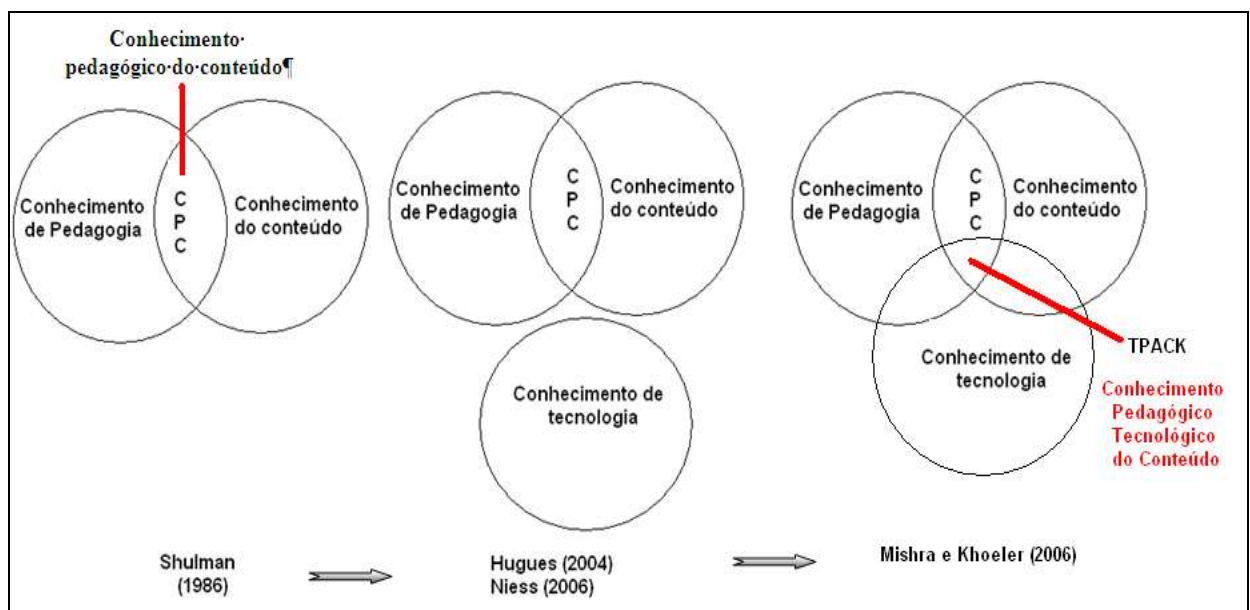 Conhecimento·
pedagógico·do·conteúdo¶
Conhecimento
de Pedagogia
C
P
C
Conhecimento
do conteúdo
Shulman
(1986)
Conhecimento
de Pedagogia
C
P
C
Conhecimento
do conteúdo
Conhecimento de
tecnologia
Hugues (2004)
Niess (2006)
Conhecimento
de Pedagogia
C
P
C
Conhecimento
do conteúdo
Conhecimento de
tecnologia
TPACK
Conhecimento
Pedagógico
Tecnológico
do Conteúdo
Mishra e Khoeler (2006)